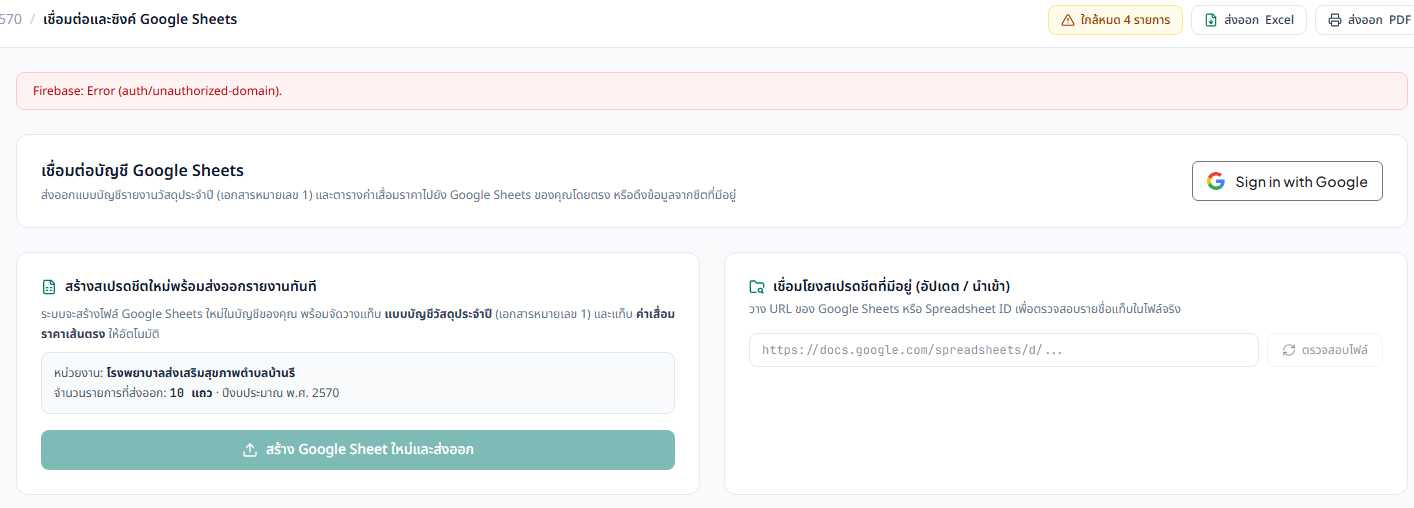 570 / เชื่อมต่อและซิงค์ Google Sheets
ใกล้หมด 4 รายการ
ส่งออก Excel
ส่งออก PDF
Firebase: Error (auth/unauthorized-domain).
เชื่อมต่อบัญชี Google Sheets
ส่งออกแบบบัญชีรายงานวัสดุประจำปี (เอกสารหมายเลข 1) และตารางค่าเสื่อมราคาไปยัง Google Sheets ของคุณโดยตรง หรือดึงข้อมูลจากชีตที่มีอยู่
Sign in with Google
สร้างสเปรดชีตใหม่พร้อมส่งออกรายงานทันที
ระบบจะสร้างไฟล์ Google Sheets ใหม่ในบัญชีของคุณ พร้อมจัดวางแท็บ แบบบัญชีวัสดุประจำปี (เอกสารหมายเลข 1) และแท็บ ค่าเสื่อม
ราคาเส้นตรง ให้อัตโนมัติ
หน่วยงาน: โรงพยาบาลส่งเสริมสุขภาพตำบลบ้านรี
จำนวนรายการที่ส่งออก: 10 แถว · ปีงบประมาณ พ.ศ. 2570
สร้าง Google Sheet ใหม่และส่งออก
เชื่อมโยงสเปรดชีตที่มีอยู่ (อัปเดต / นำเข้า)
วาง URL ของ Google Sheets หรือ Spreadsheet ID เพื่อตรวจสอบรายชื่อแท็บในไฟล์จริง
https://docs.google.com/spreadsheets/d/...
ตรวจสอบไฟล์